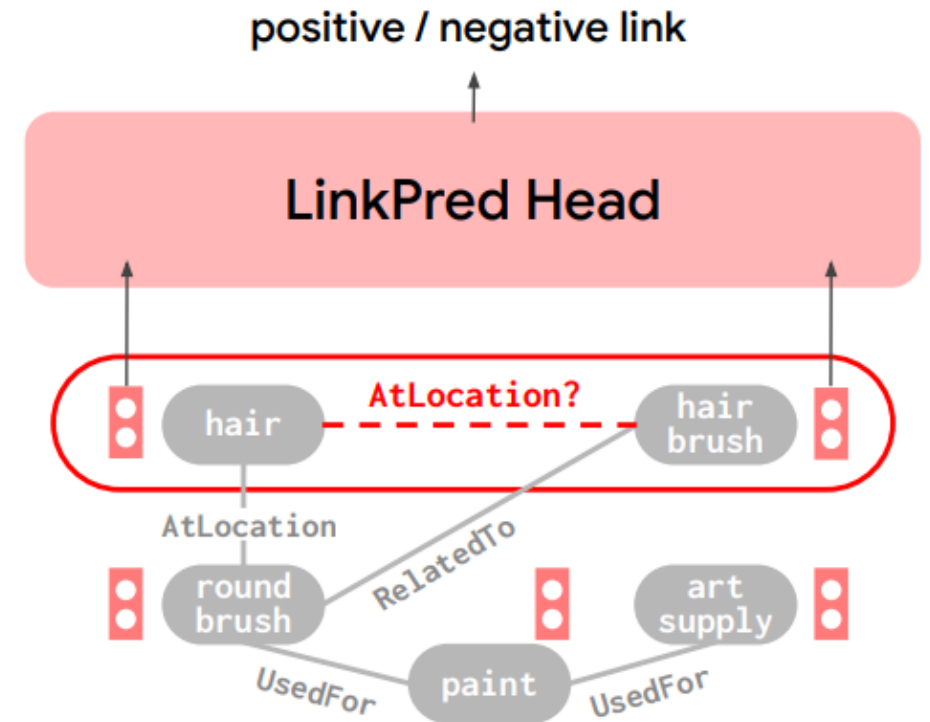 positive / negative link
LinkPred Head
AtLocation?
hair
hair
brush
AtLocation
RelatedTo
round
brush
art
supply
UsedFor
paint
UsedFor